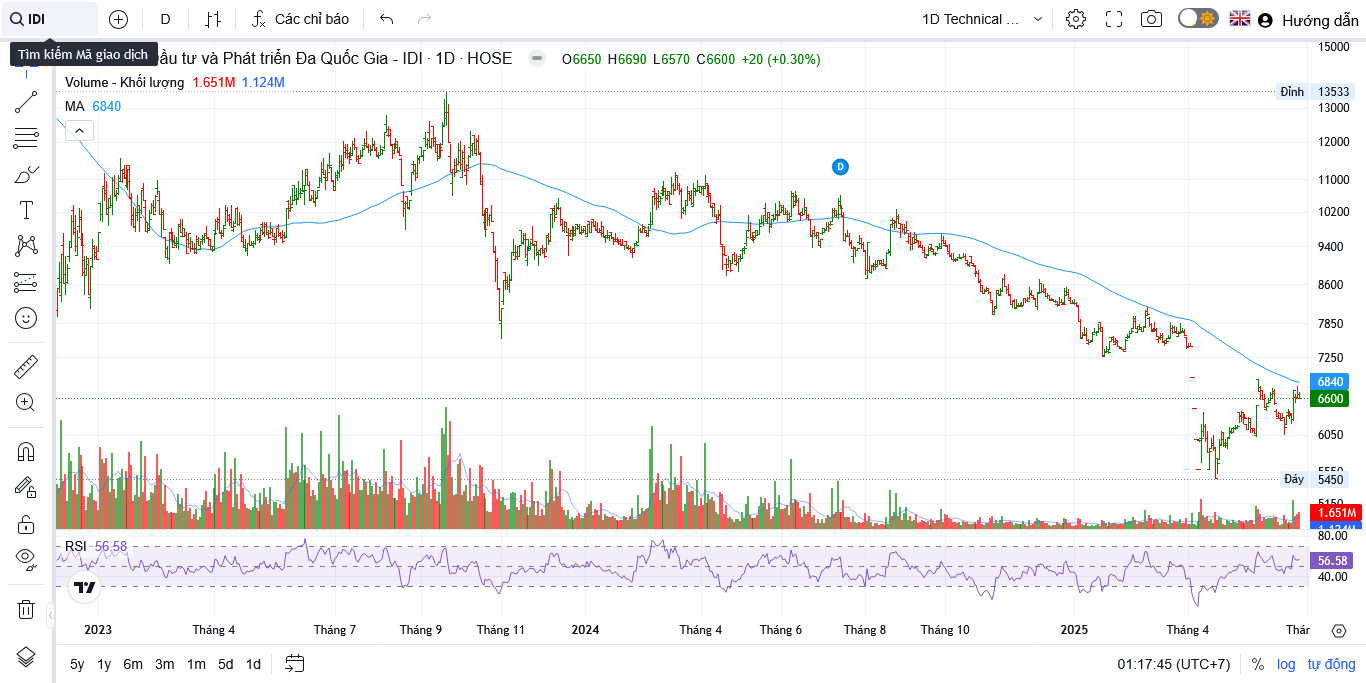 IDI
D
Các chỉ báo
1D Technical ...
Hướng dẫn
Tìm kiếm Mã giao dịch
ầu tư và Phát triển Đa Quốc Gia - IDI · 1D · HOSE
O6650 H6690 L6570 C6600 +20 (+0.30%)
Volume - Khối lượng 1.651M 1.124M
MA 6840
D
15000
Đỉnh 13533
13000
12000
11000
10200
9400
8600
7850
7250
6840
6600
6050
5550
Đáy 5450
5150
1.651M
1.124M
RSI 56.58
80.00
56.58
40.00
2023 Tháng 4 Tháng 7 Tháng 9 Tháng 11 2024 Tháng 4 Tháng 6 Tháng 8 Tháng 10 2025 Tháng 4 Thár
5y 1y 6m 3m 1m 5d 1d
01:17:45 (UTC+7) % log tự động